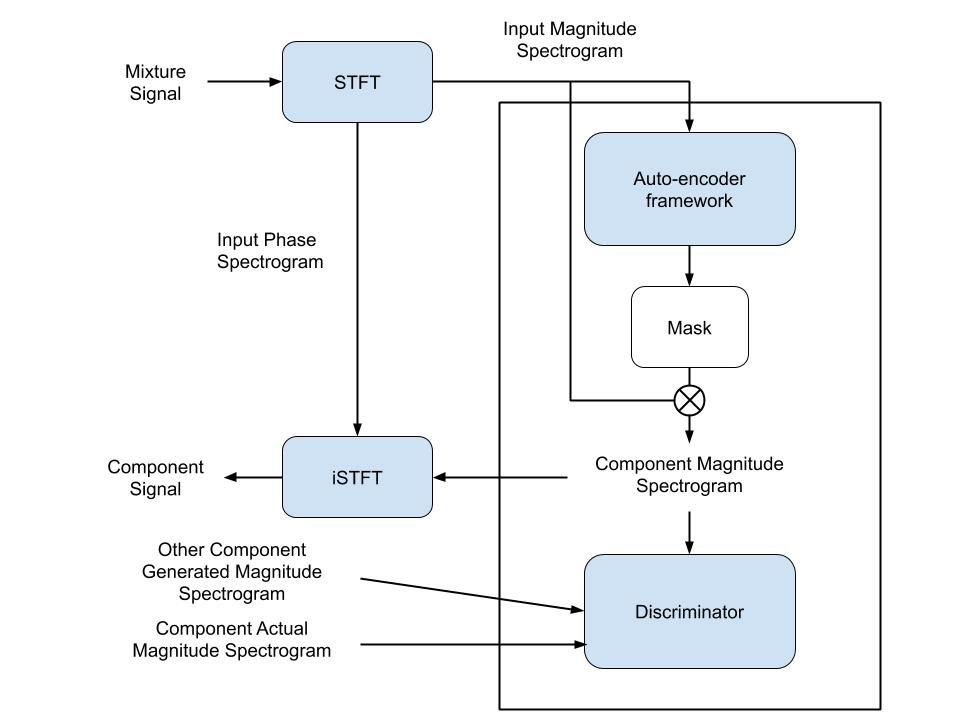 Input Magnitude
Spectrogram
Mixture
Signal
STFT
Auto-encoder
framework
Input Phase
Spectrogram
Mask
Component Magnitude
Spectrogram
Component
Signal
iSTFT
Other Component
Generated Magnitude
Spectrogram
Discriminator
Component Actual
Magnitude Spectrogram